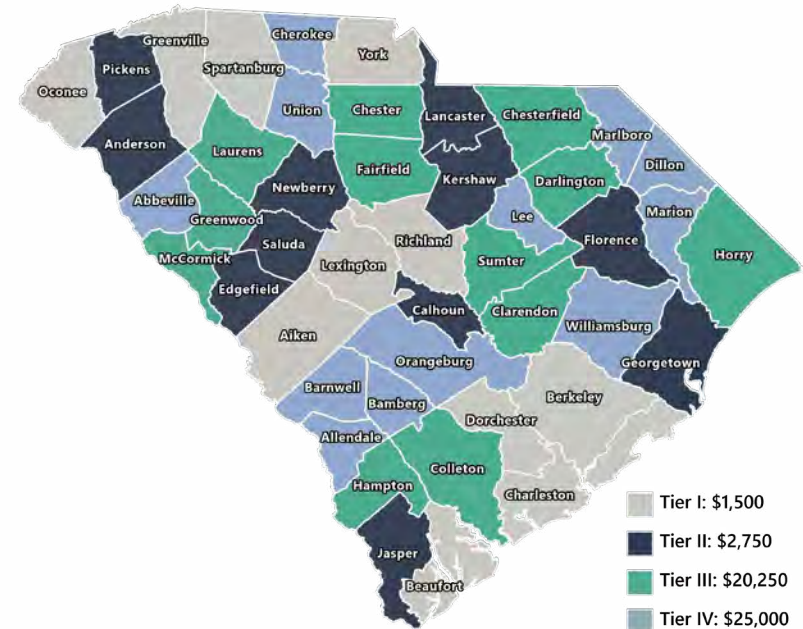 Cherokee
Greenville
York
Spartanburg
Pickens
Oconee
Union
Chester
Lancaster
Chesterfield
Marlboro
Anderson
Laurens
Dillon
Fairfield
Kershaw
Darlington
Newberry
Abbeville
Marion
Lee
Greenwood
Saluda
Richland
Florence
McCormick
Lexington
Sumter
Horry
Edgefield
Calhoun
Clarendon
Williamsburg
Aiken
Orangeburg
Georgetown
Barnwell
Berkeley
Bamberg
Dorchester
Allendale
Colleton
Hampton
Charleston
Jasper
Beaufort
Tier I: $1,500
Tier II: $2,750
Tier III: $20,250
Tier IV: $25,000